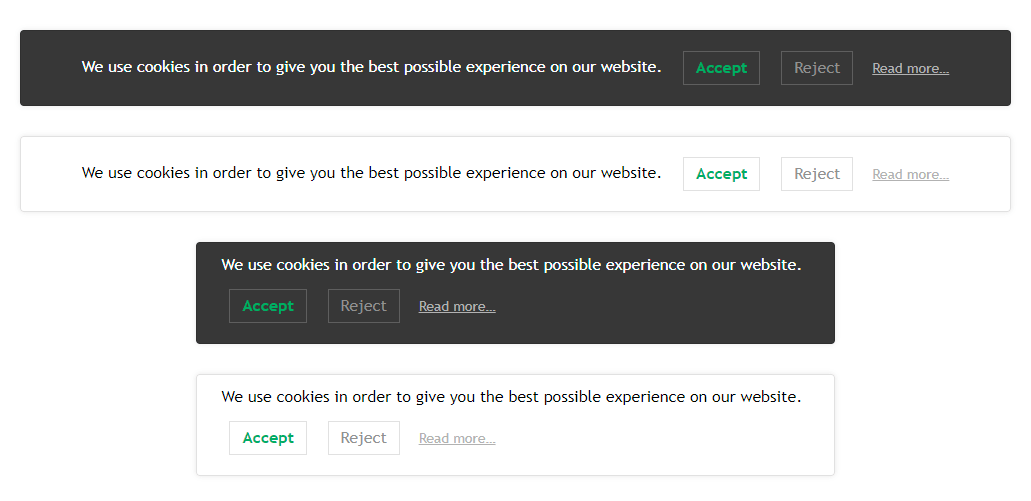 We use cookies in order to give you the best possible experience on our website. Accept Reject Read more...
We use cookies in order to give you the best possible experience on our website. Accept Reject Read more...
We use cookies in order to give you the best possible experience on our website.
Accept Reject Read more...
We use cookies in order to give you the best possible experience on our website.
Accept Reject Read more...